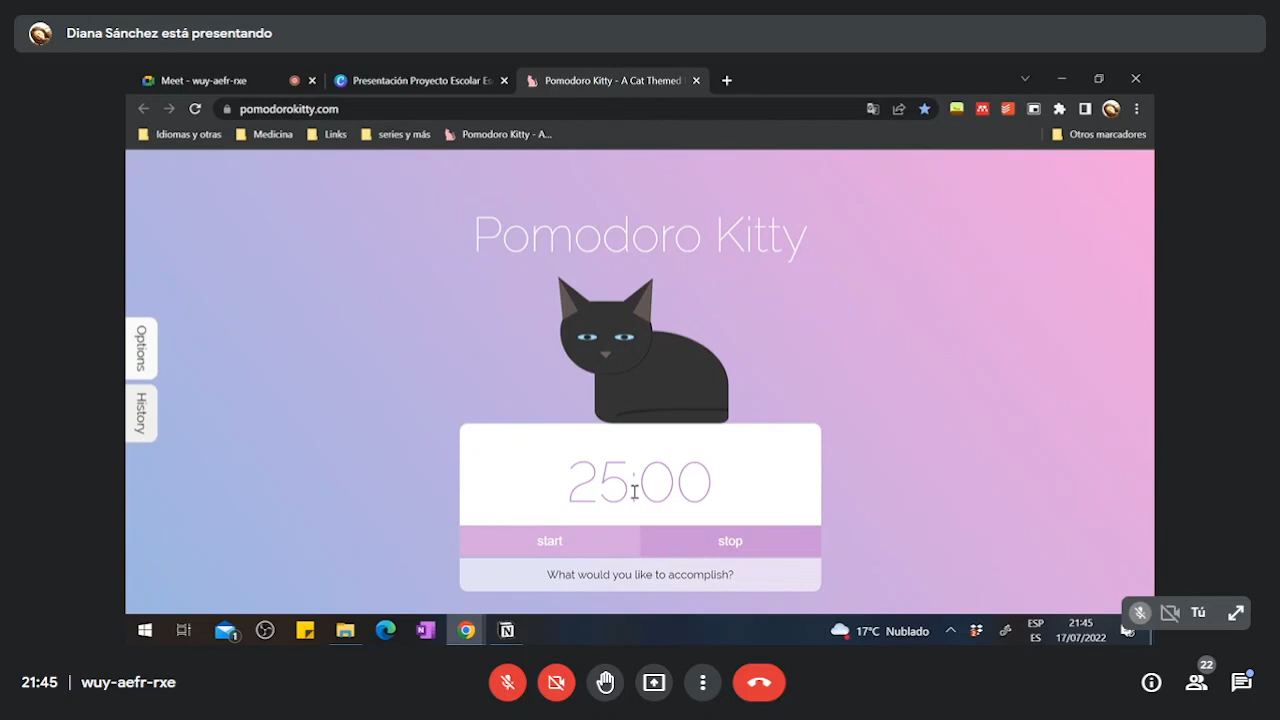 Diana Sánchez está presentando
Meet - wuy-aefr-rxe
Presentación Proyecto Escolar Es
Pomodoro Kitty - A Cat Themed
pomodorokitty.com
Idiomas y otras
Medicina
Links
series y más
Pomodoro Kitty - A...
Otros marcadores
Pomodoro Kitty
Options
History
25:00
start
stop
What would you like to accomplish?
Tú
1
17°C Nublado
ESP
ES
21:45
17/07/2022
21:45 | wuy-aefr-rxe
22